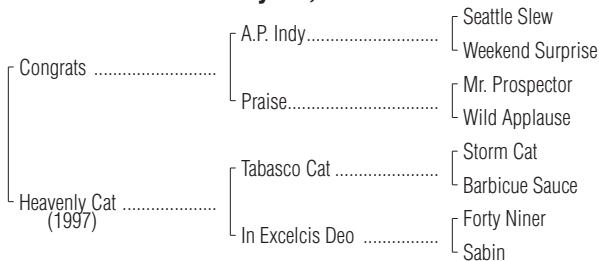 Congrats ........................
Heavenly Cat ...................
(1997)
A.P. Indy...........................
Praise...............................
Tabasco Cat .....................
In Excelcis Deo ...............
Seattle Slew
Weekend Surprise
Mr. Prospector
Wild Applause
Storm Cat
Barbicue Sauce
Forty Niner
Sabin